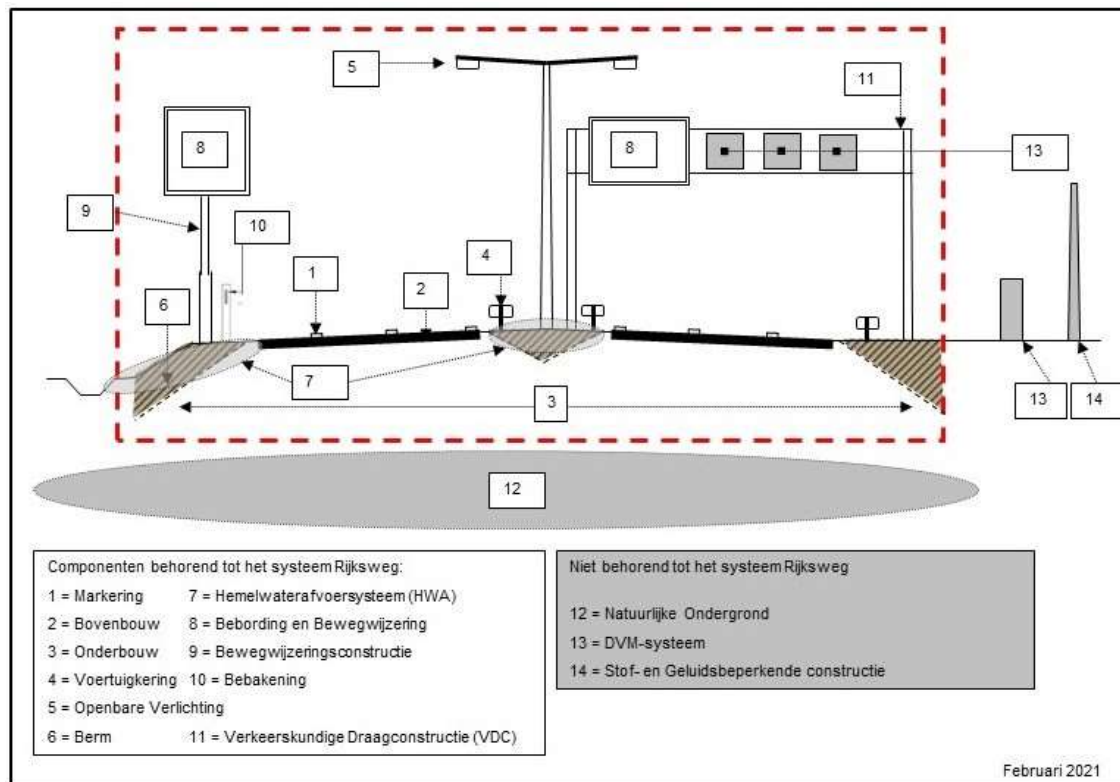 5
11
8
8
13
9
10
1
4
2
6
7
3
13
14
12
Componenten behorend tot het systeem Rijksweg:
1 = Markering 7 = Hemelwaterafvoersysteem (HWA)
2 = Bovenbouw 8 = Bebording en Bewegwijzering
3 = Onderbouw 9 = Bewegwijzeringsconstructie
4 = Voertuigkering 10 = Bebakening
5 = Openbare Verlichting
6 = Berm 11 = Verkeerskundige Draagconstructie (VDC)
Niet behorend tot het systeem Rijksweg
12 = Natuurlijke Ondergrond
13 = DVM-systeem
14 = Stof- en Geluidsbeperkende constructie
Februari 2021